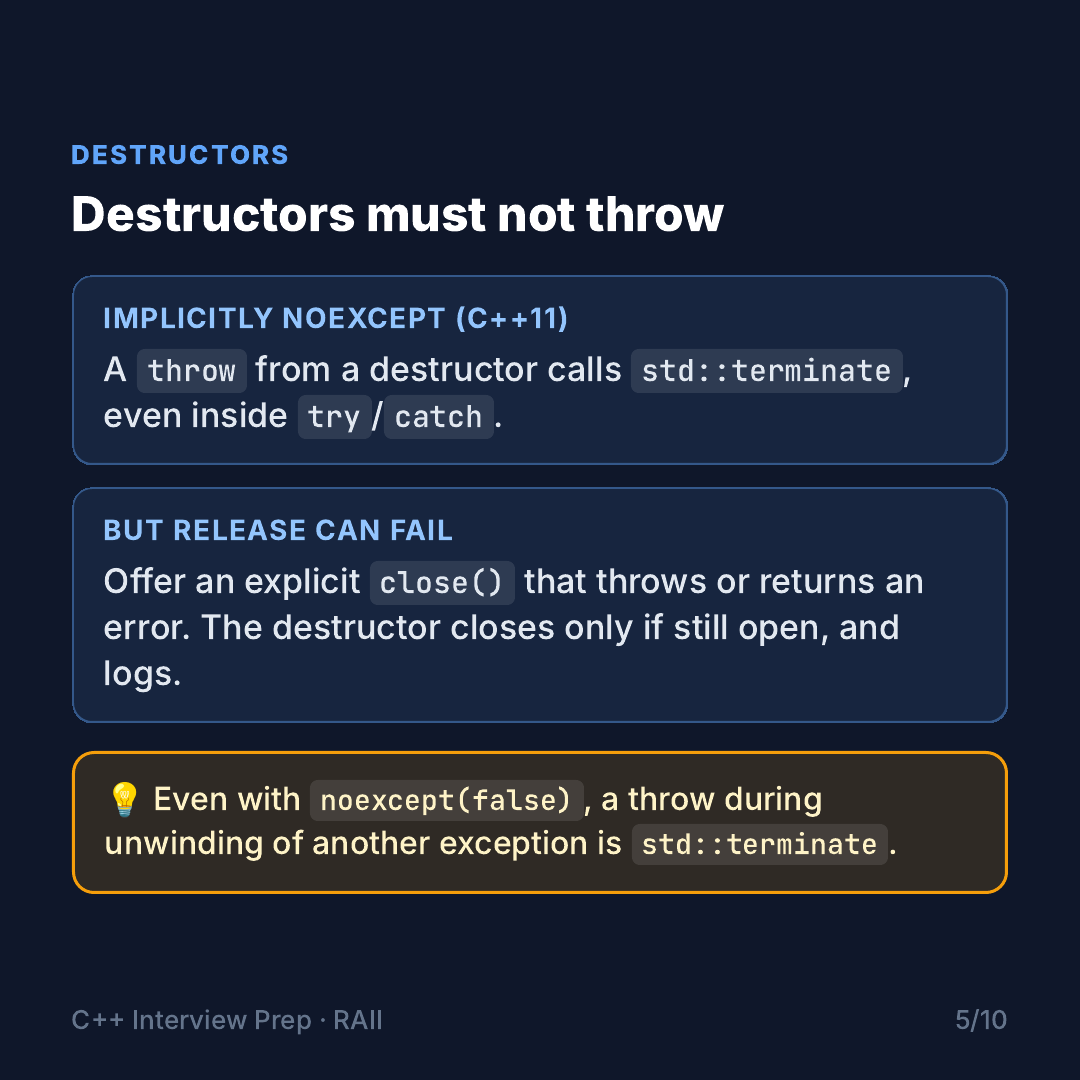 DESTRUCTORS
Destructors must not throw
IMPLICITLY NOEXCEPT (C++11)
A throw from a destructor calls std::terminate,
even inside try/catch.
BUT RELEASE CAN FAIL
Offer an explicit close() that throws or returns an
error. The destructor closes only if still open, and
logs.
💡 Even with noexcept(false), a throw during
unwinding of another exception is std::terminate.
C++ Interview Prep · RAII
5/10